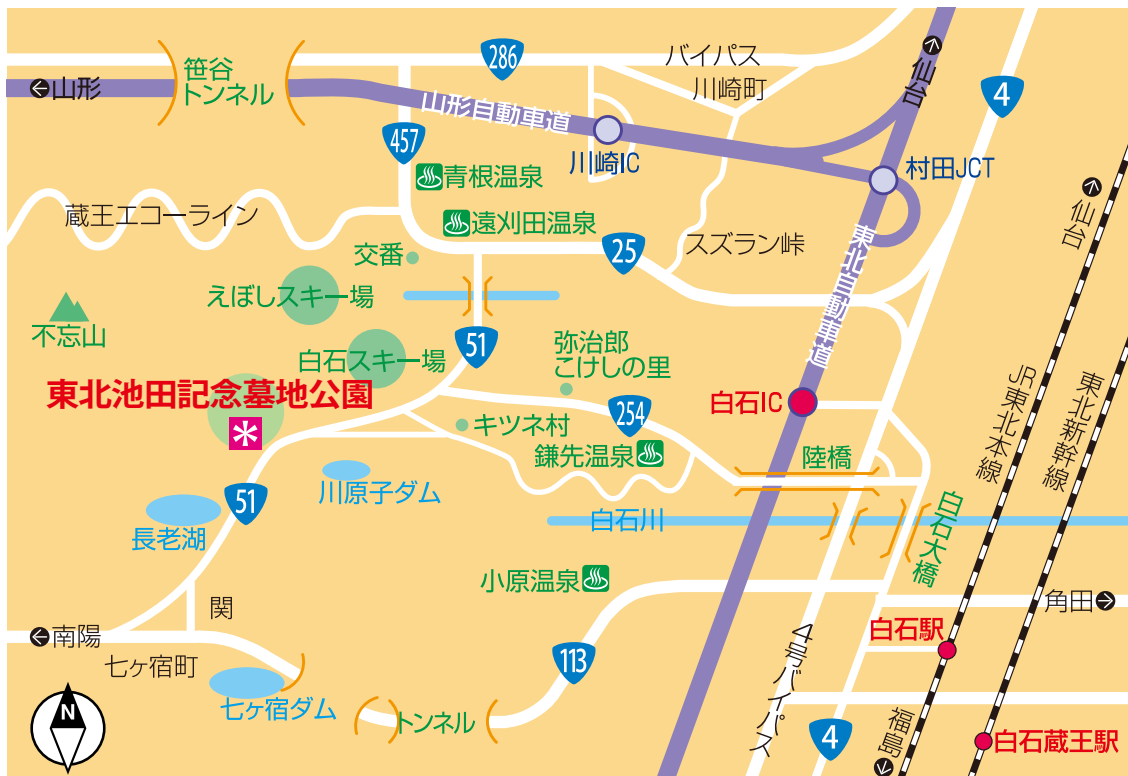 286
バイパス
川崎町
仙台
4
笹谷
トンネル
山形
山形自動車道
457
川崎IC
村田JCT
青根温泉
仙台
蔵王エコーライン
遠刈田温泉
スズラン峠
25
東北自動車道
交番
えぼしスキー場
不忘山
51
弥治郎
こけしの里
白石スキー場
東北池田記念墓地公園
*
JR東北本線
東北新幹線
白石IC
254
キツネ村
鎌先温泉
陸橋
川原子ダム
51
長老湖
白石川
白石大橋
小原温泉
関
角田
南陽
白石駅
4号バイパス
七ヶ宿町
113
七ヶ宿ダム
トンネル
N
4
福島
白石蔵王駅